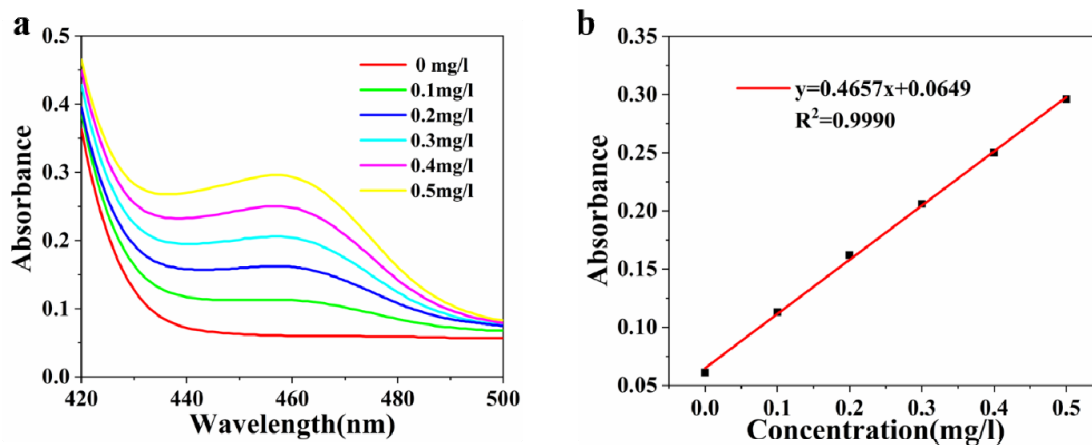 a
0.5
0.4
0.3
0.2
0.1
0.0
Absorbance
420
440
460
480
500
Wavelength(nm)
0 mg/l
0.1mg/l
0.2mg/l
0.3mg/l
0.4mg/l
0.5mg/l
b
0.35
0.30
0.25
0.20
0.15
0.10
0.05
Absorbance
0.0
0.1
0.2
0.3
0.4
0.5
Concentration(mg/l)
y=0.4657x+0.0649
R²=0.9990